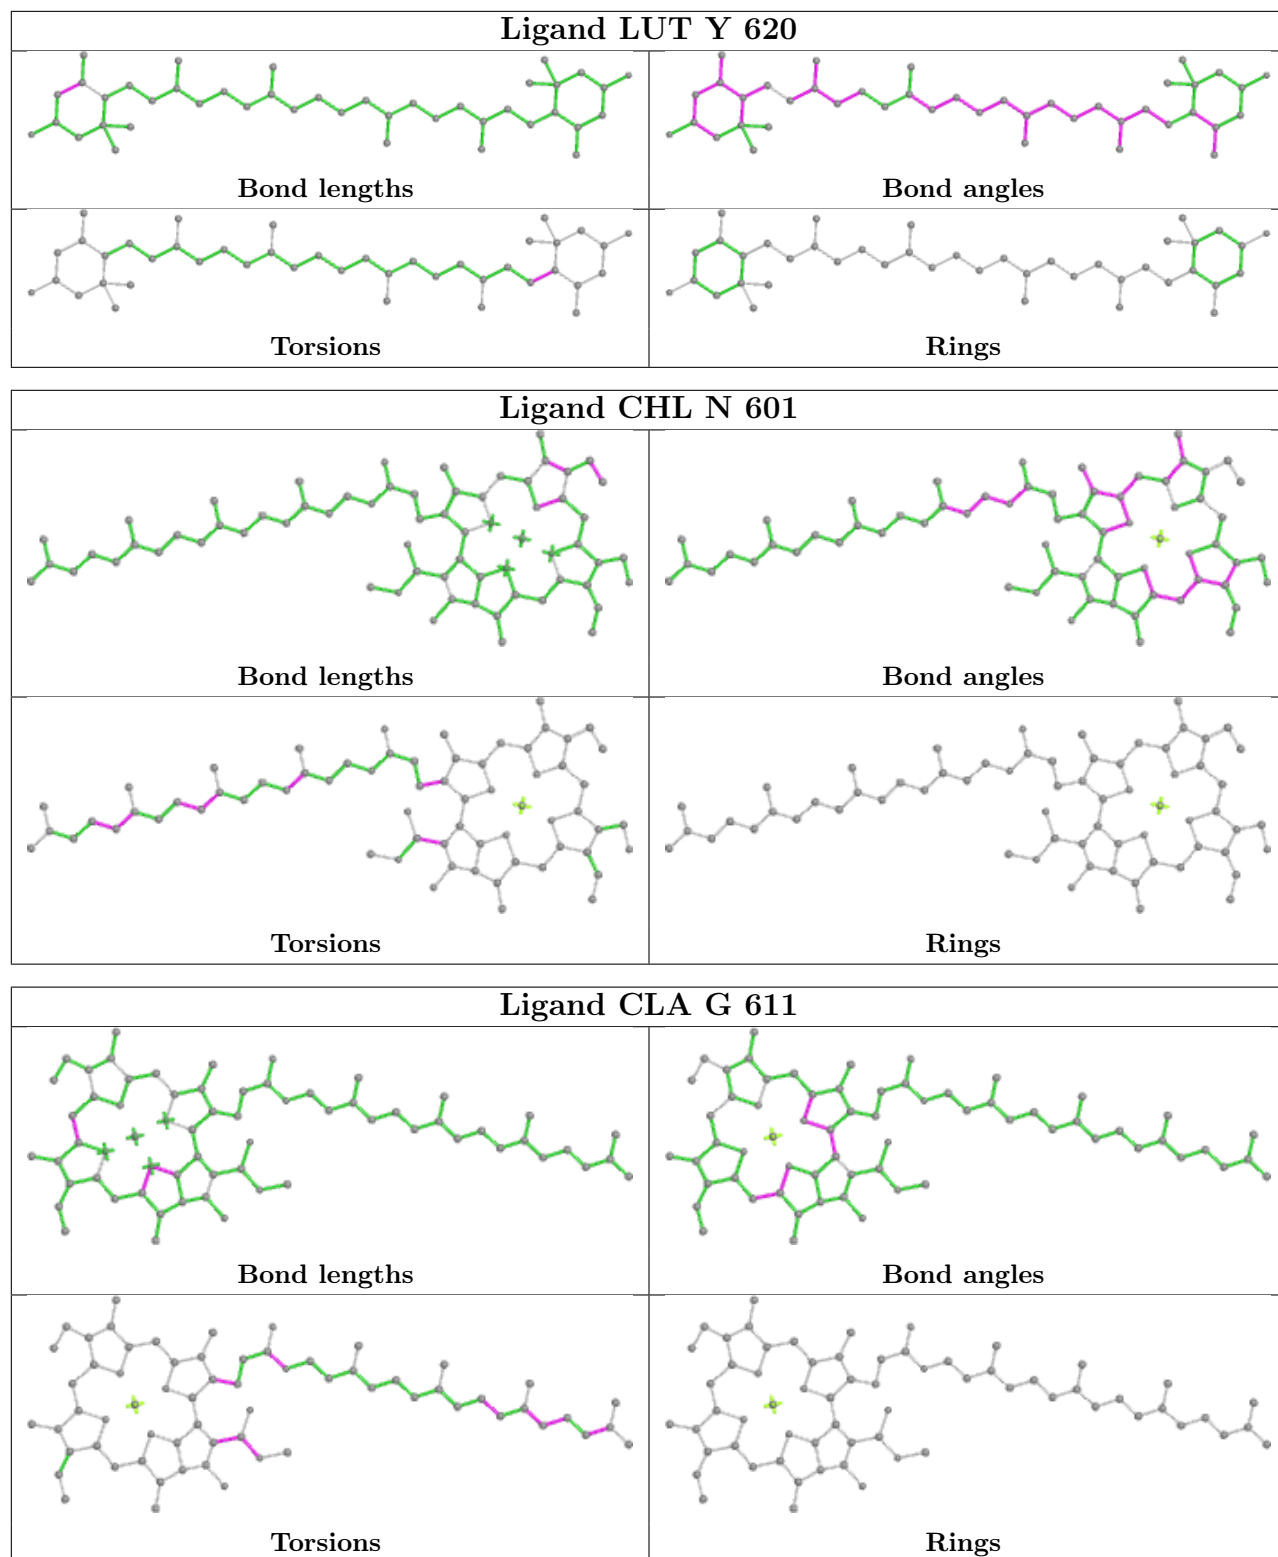 Ligand LUT Y 620
Bond lengths
Bond angles
Torsions
Rings
Ligand CHL N 601
Bond lengths
Bond angles
Torsions
Rings
Ligand CLA G 611
Bond lengths
Bond angles
Torsions
Rings